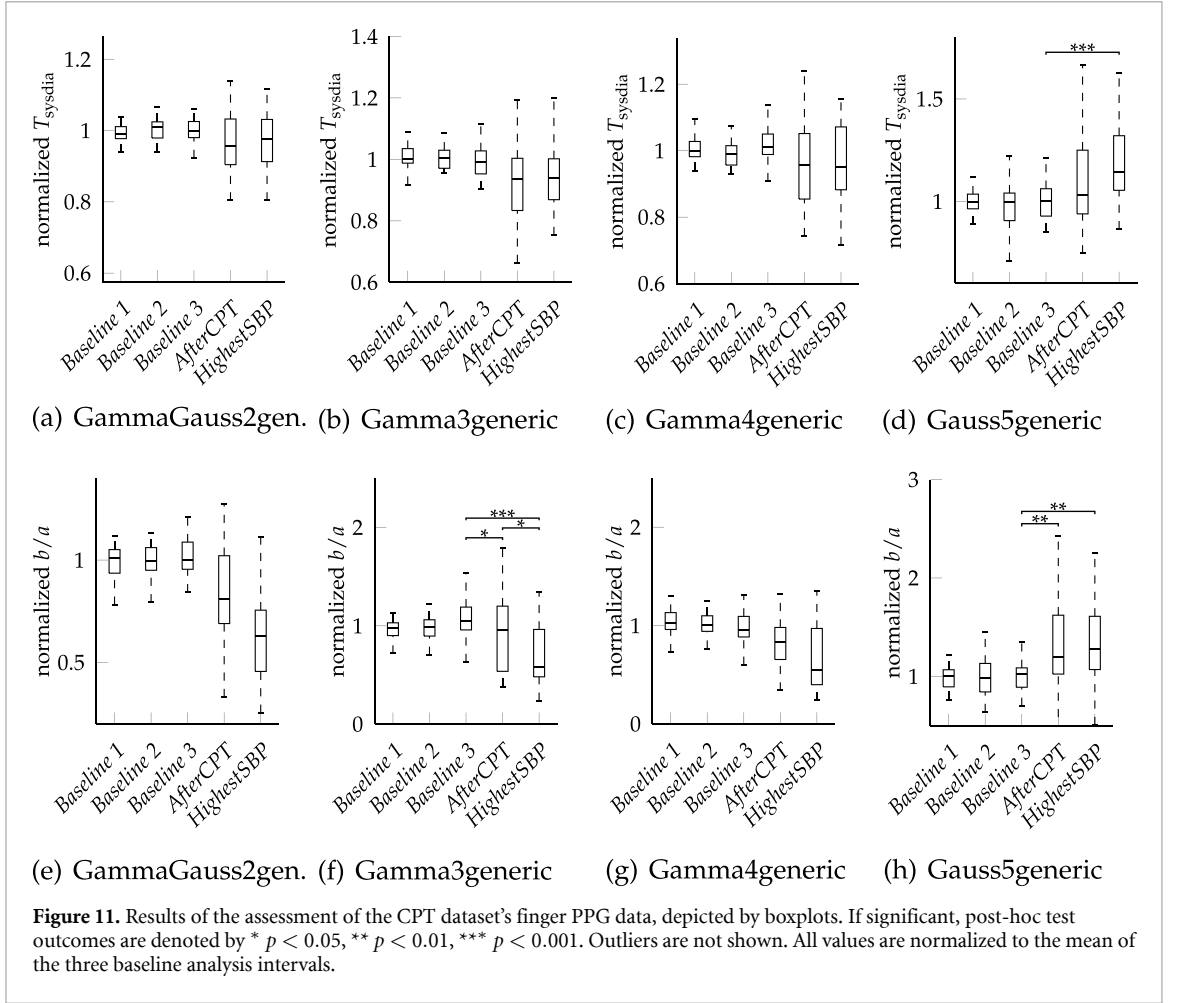 1.2
1
0.8
0.6
normalized Tsysdia
Baseline 1
Baseline 2
Baseline 3
AfterCPT
HighestSBP
(a) GammaGauss2gen.
1.4
1.2
1
0.8
0.6
normalized Tsysdia
Baseline 1
Baseline 2
Baseline 3
AfterCPT
HighestSBP
(b) Gamma3generic
1.2
1
0.8
0.6
normalized Tsysdia
Baseline 1
Baseline 2
Baseline 3
AfterCPT
HighestSBP
(c) Gamma4generic
***
1.5
1
normalized Tsysdia
Baseline 1
Baseline 2
Baseline 3
AfterCPT
HighestSBP
(d) Gauss5generic
1
0.5
normalized b/a
Baseline 1
Baseline 2
Baseline 3
AfterCPT
HighestSBP
(e) GammaGauss2gen.
***
*
*
2
1
0
normalized b/a
Baseline 1
Baseline 2
Baseline 3
AfterCPT
HighestSBP
(f) Gamma3generic
2
1
0
normalized b/a
Baseline 1
Baseline 2
Baseline 3
AfterCPT
HighestSBP
(g) Gamma4generic
**
**
3
2
1
normalized b/a
Baseline 1
Baseline 2
Baseline 3
AfterCPT
HighestSBP
(h) Gauss5generic
Figure 11. Results of the assessment of the CPT dataset's finger PPG data, depicted by boxplots. If significant, post-hoc test
outcomes are denoted by * p < 0.05, ** p < 0.01, *** p < 0.001. Outliers are not shown. All values are normalized to the mean of
the three baseline analysis intervals.